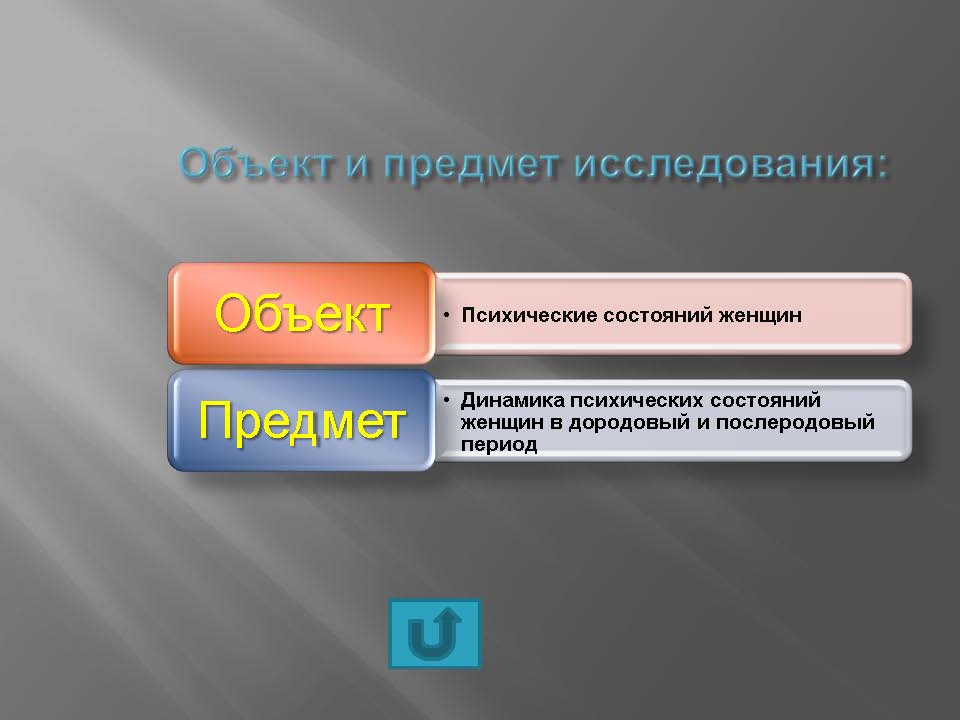 Объект и предмет исследования:
Объект
• Психические состояний женщин
Предмет
• Динамика психических состояний
женщин в дородовый и послеродовый
период